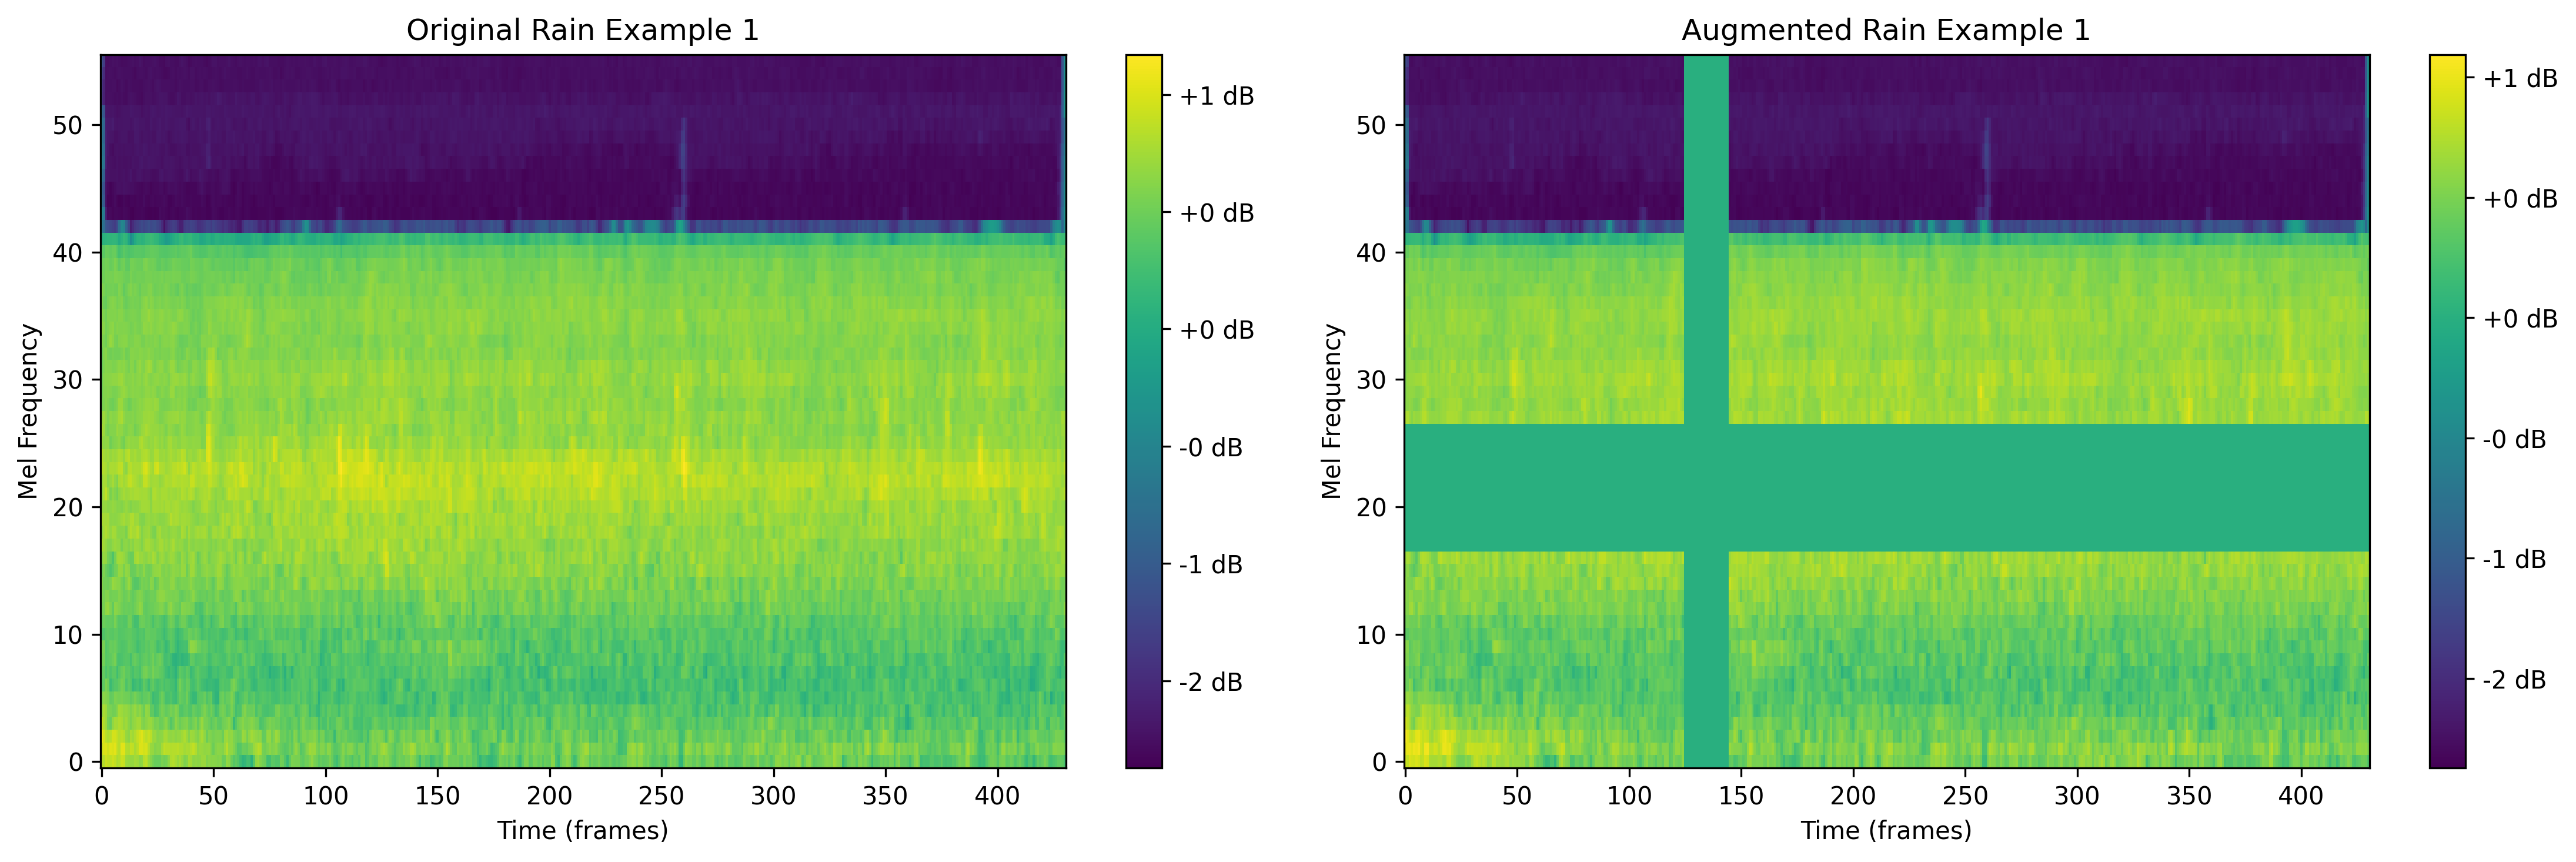 Original Rain Example 1
50
40
30
20
10
0
Mel Frequency
0 50 100 150 200 250 300 350 400
Time (frames)
+1 dB
+0 dB
+0 dB
-0 dB
-1 dB
-2 dB
Augmented Rain Example 1
50
40
30
20
10
0
Mel Frequency
0 50 100 150 200 250 300 350 400
Time (frames)
+1 dB
+0 dB
+0 dB
-0 dB
-1 dB
-2 dB